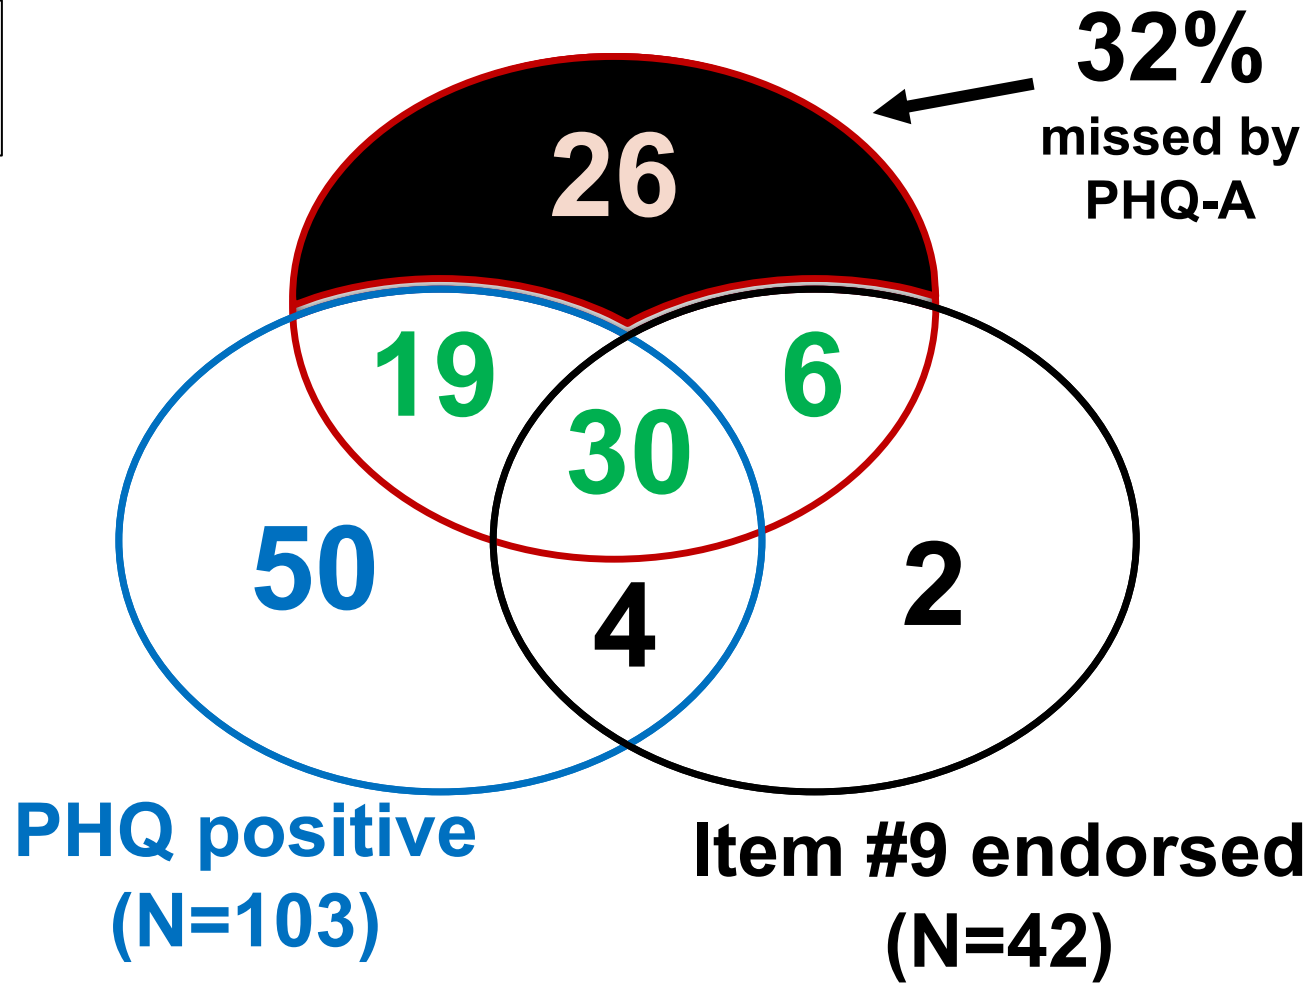 32%
missed by
PHQ-A
26
19
6
30
50
2
4
PHQ positive
(N=103)
Item #9 endorsed
(N=42)